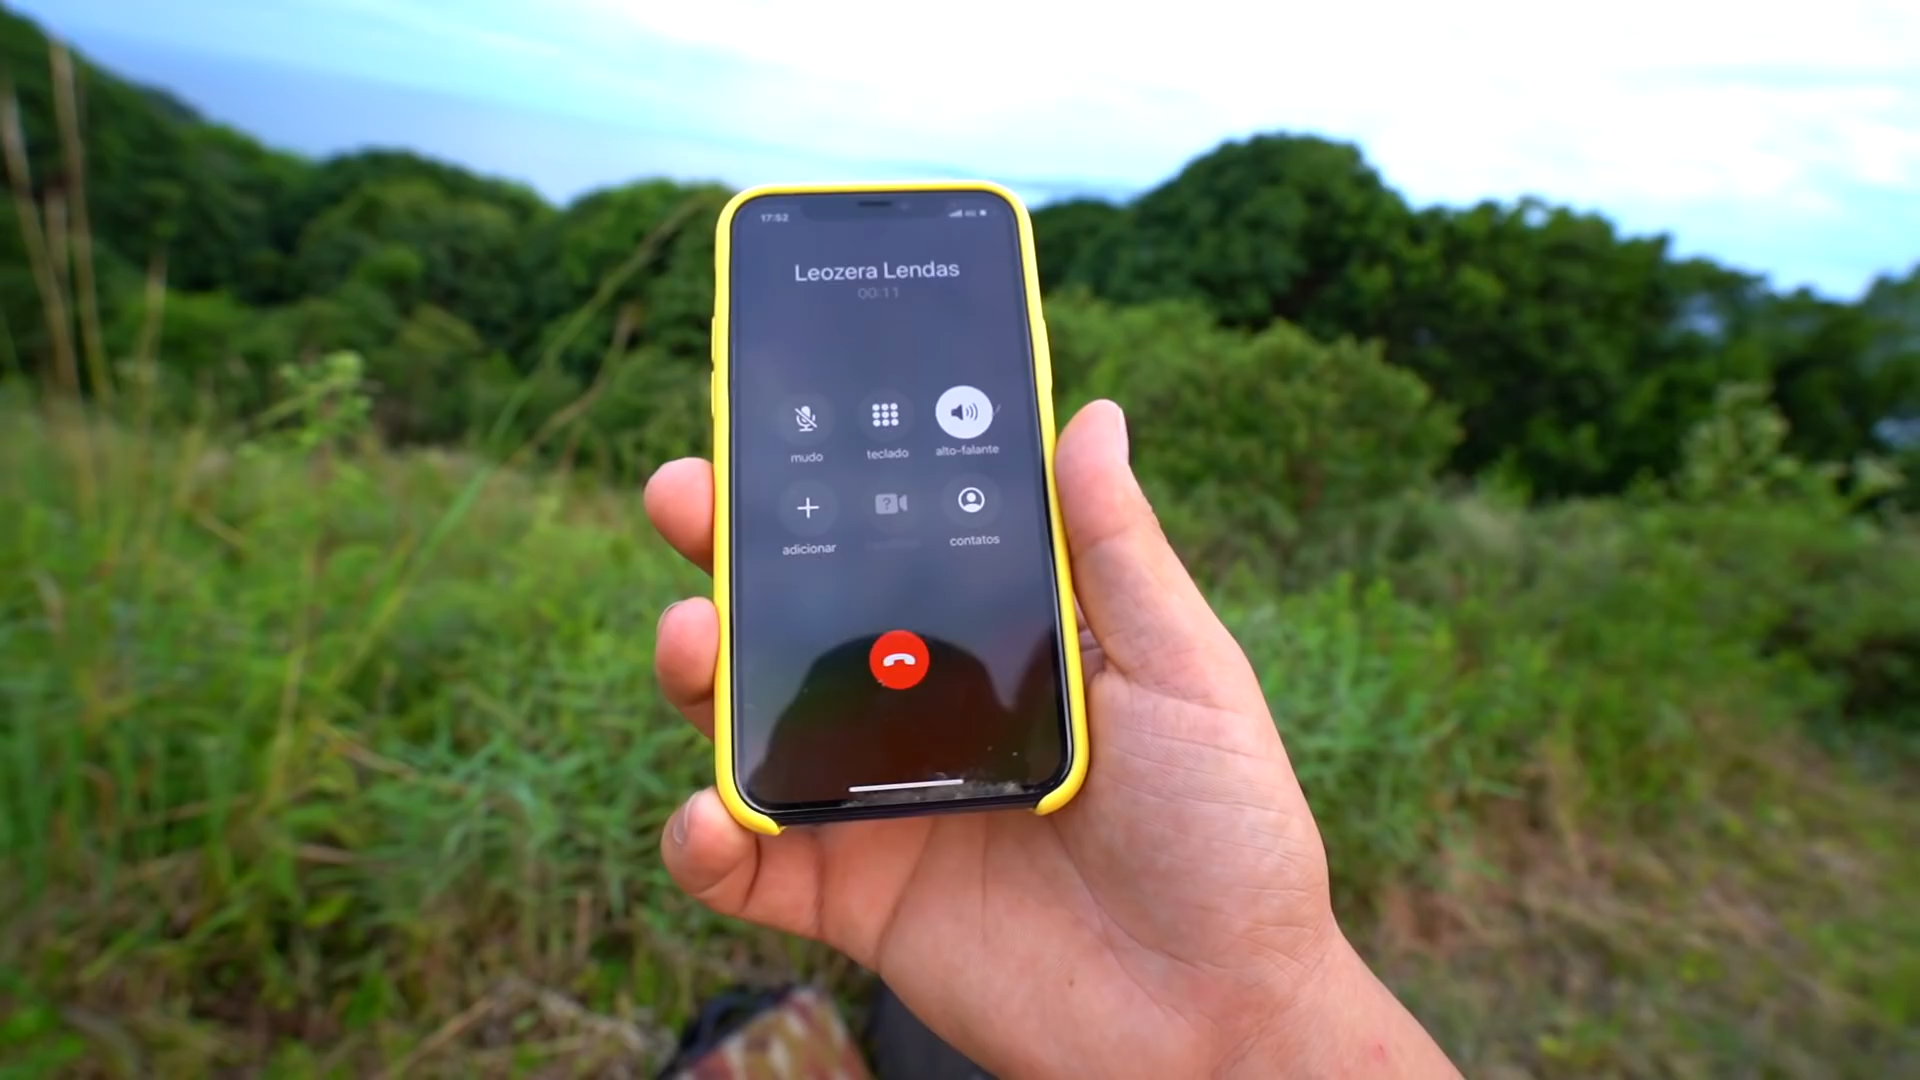 17:52
Leozera Lendas
00:11
mudo
teclado
alto-falante
adicionar
contatos